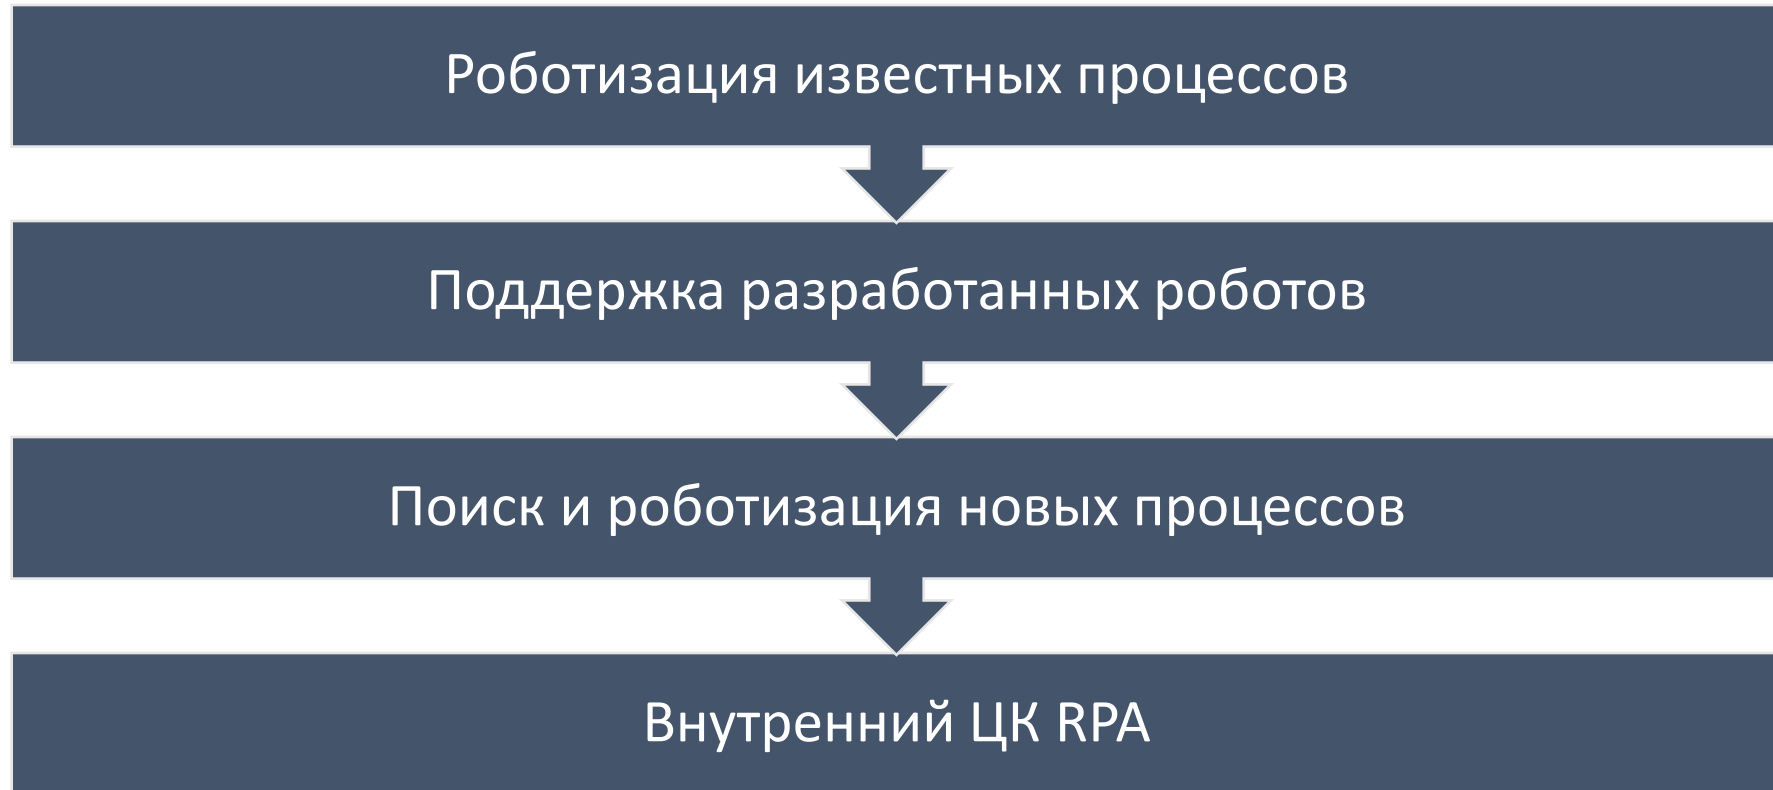 Роботизация известных процессов
Поддержка разработанных роботов
Поиск и роботизация новых процессов
Внутренний ЦК RPA